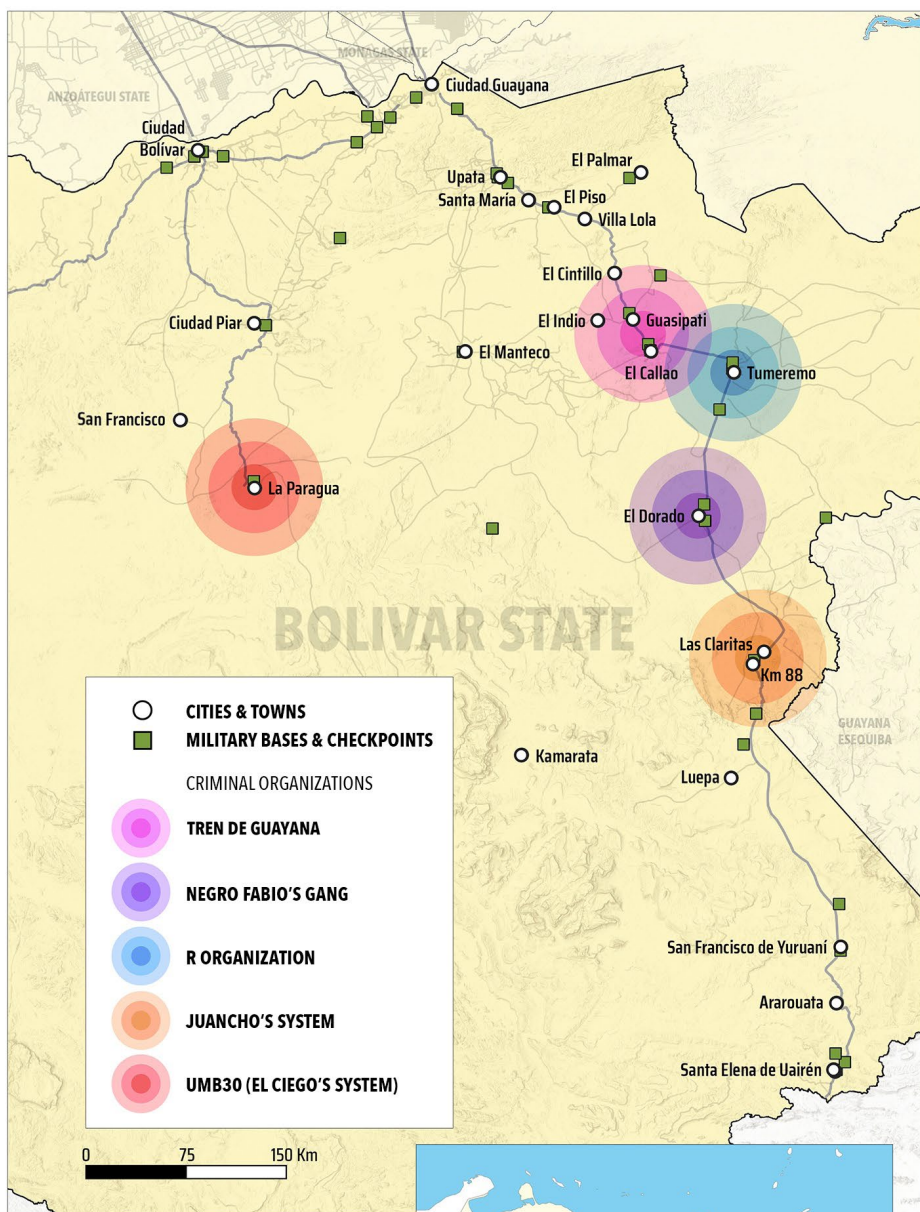 MONAGAS STATE
ANZOÁTEGUI STATE
Ciudad Guayana
Ciudad
Bolívar
El Palmar
Upata
Santa María
El Piso
Villa Lola
El Cintillo
Ciudad Piar
El Indio
Guasipati
El Manteco
El Callao
Tumeremo
San Francisco
La Paragua
El Dorado
BOLIVAR STATE
Las Claritas
Km 88
GUAYANA
ESEQUIBA
Kamarata
Luepa
San Francisco de Yuruaní
Ararouata
Santa Elena de Uairén
CITIES & TOWNS
MILITARY BASES & CHECKPOINTS
CRIMINAL ORGANIZATIONS
TREN DE GUAYANA
NEGRO FABIO'S GANG
R ORGANIZATION
JUANCHO'S SYSTEM
UMB30 (EL CIEGO'S SYSTEM)
0 75 150 Km